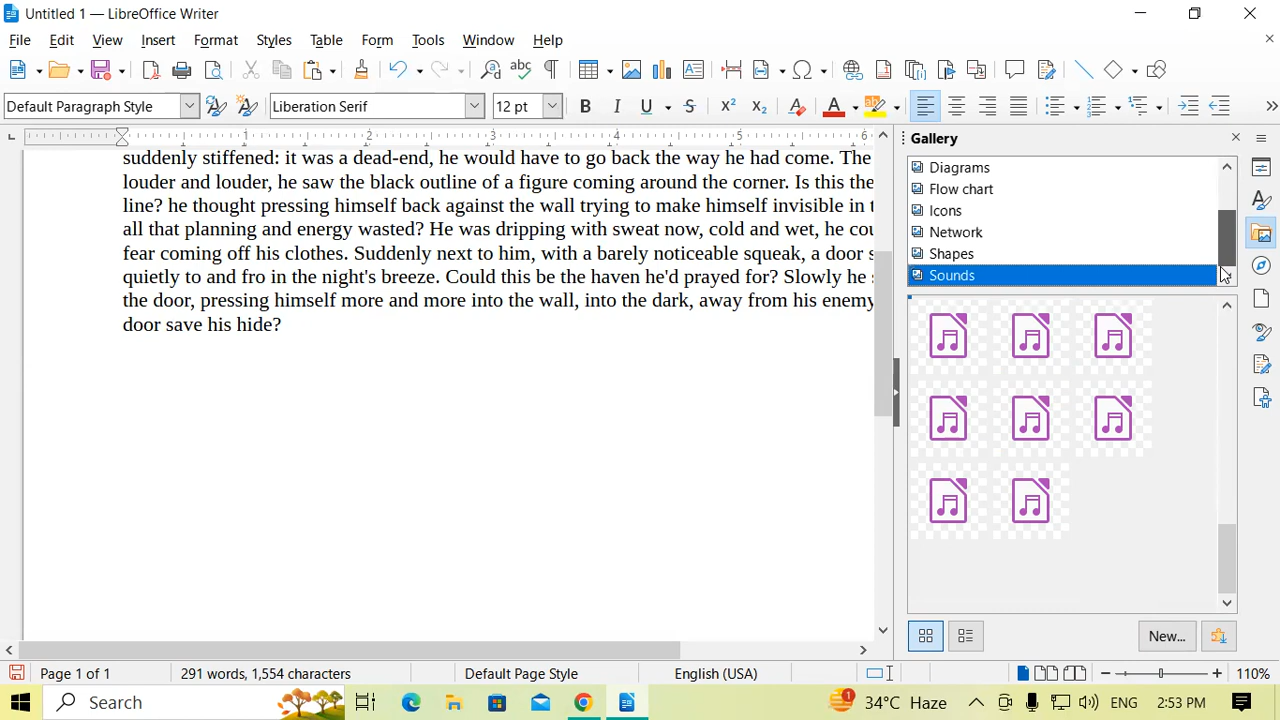 Untitled 1 — LibreOffice Writer
File Edit View Insert Format Styles Table Form Tools Window Help
Default Paragraph Style Liberation Serif 12 pt
1 2 3 4 5 6
suddenly stiffened: it was a dead-end, he would have to go back the way he had come. The
louder and louder, he saw the black outline of a figure coming around the corner. Is this the
line? he thought pressing himself back against the wall trying to make himself invisible in t
all that planning and energy wasted? He was dripping with sweat now, cold and wet, he cou
fear coming off his clothes. Suddenly next to him, with a barely noticeable squeak, a door s
quietly to and fro in the night's breeze. Could this be the haven he'd prayed for? Slowly he s
the door, pressing himself more and more into the wall, into the dark, away from his enemy
door save his hide?
Gallery
Diagrams
Flow chart
Icons
Network
Shapes
Sounds
New...
Page 1 of 1 291 words, 1,554 characters Default Page Style English (USA) 110%
Search 1 34°C Haze ENG 2:53 PM